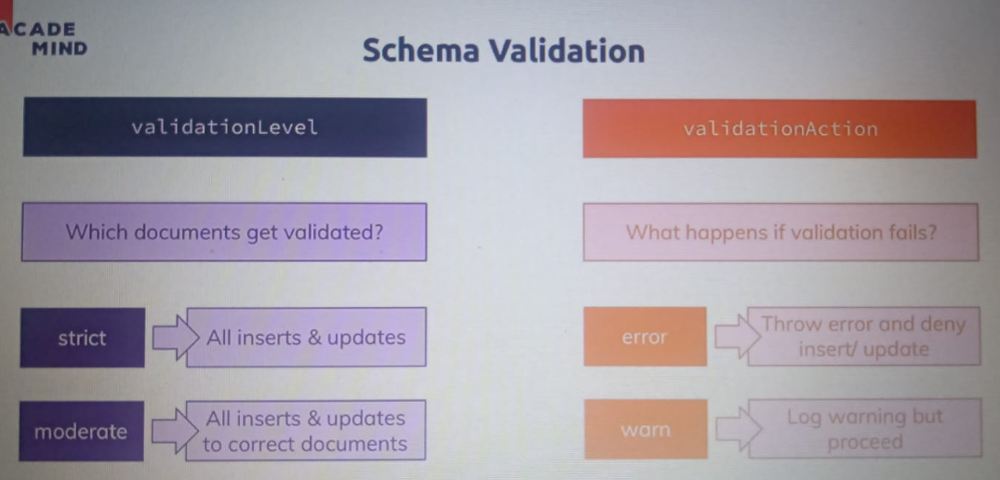 ACADE
MIND
Schema Validation
validationLevel
validationAction
Which documents get validated?
What happens if validation fails?
strict
All inserts & updates
error
Throw error and deny
insert/ update
moderate
All inserts & updates
to correct documents
warn
Log warning but
proceed